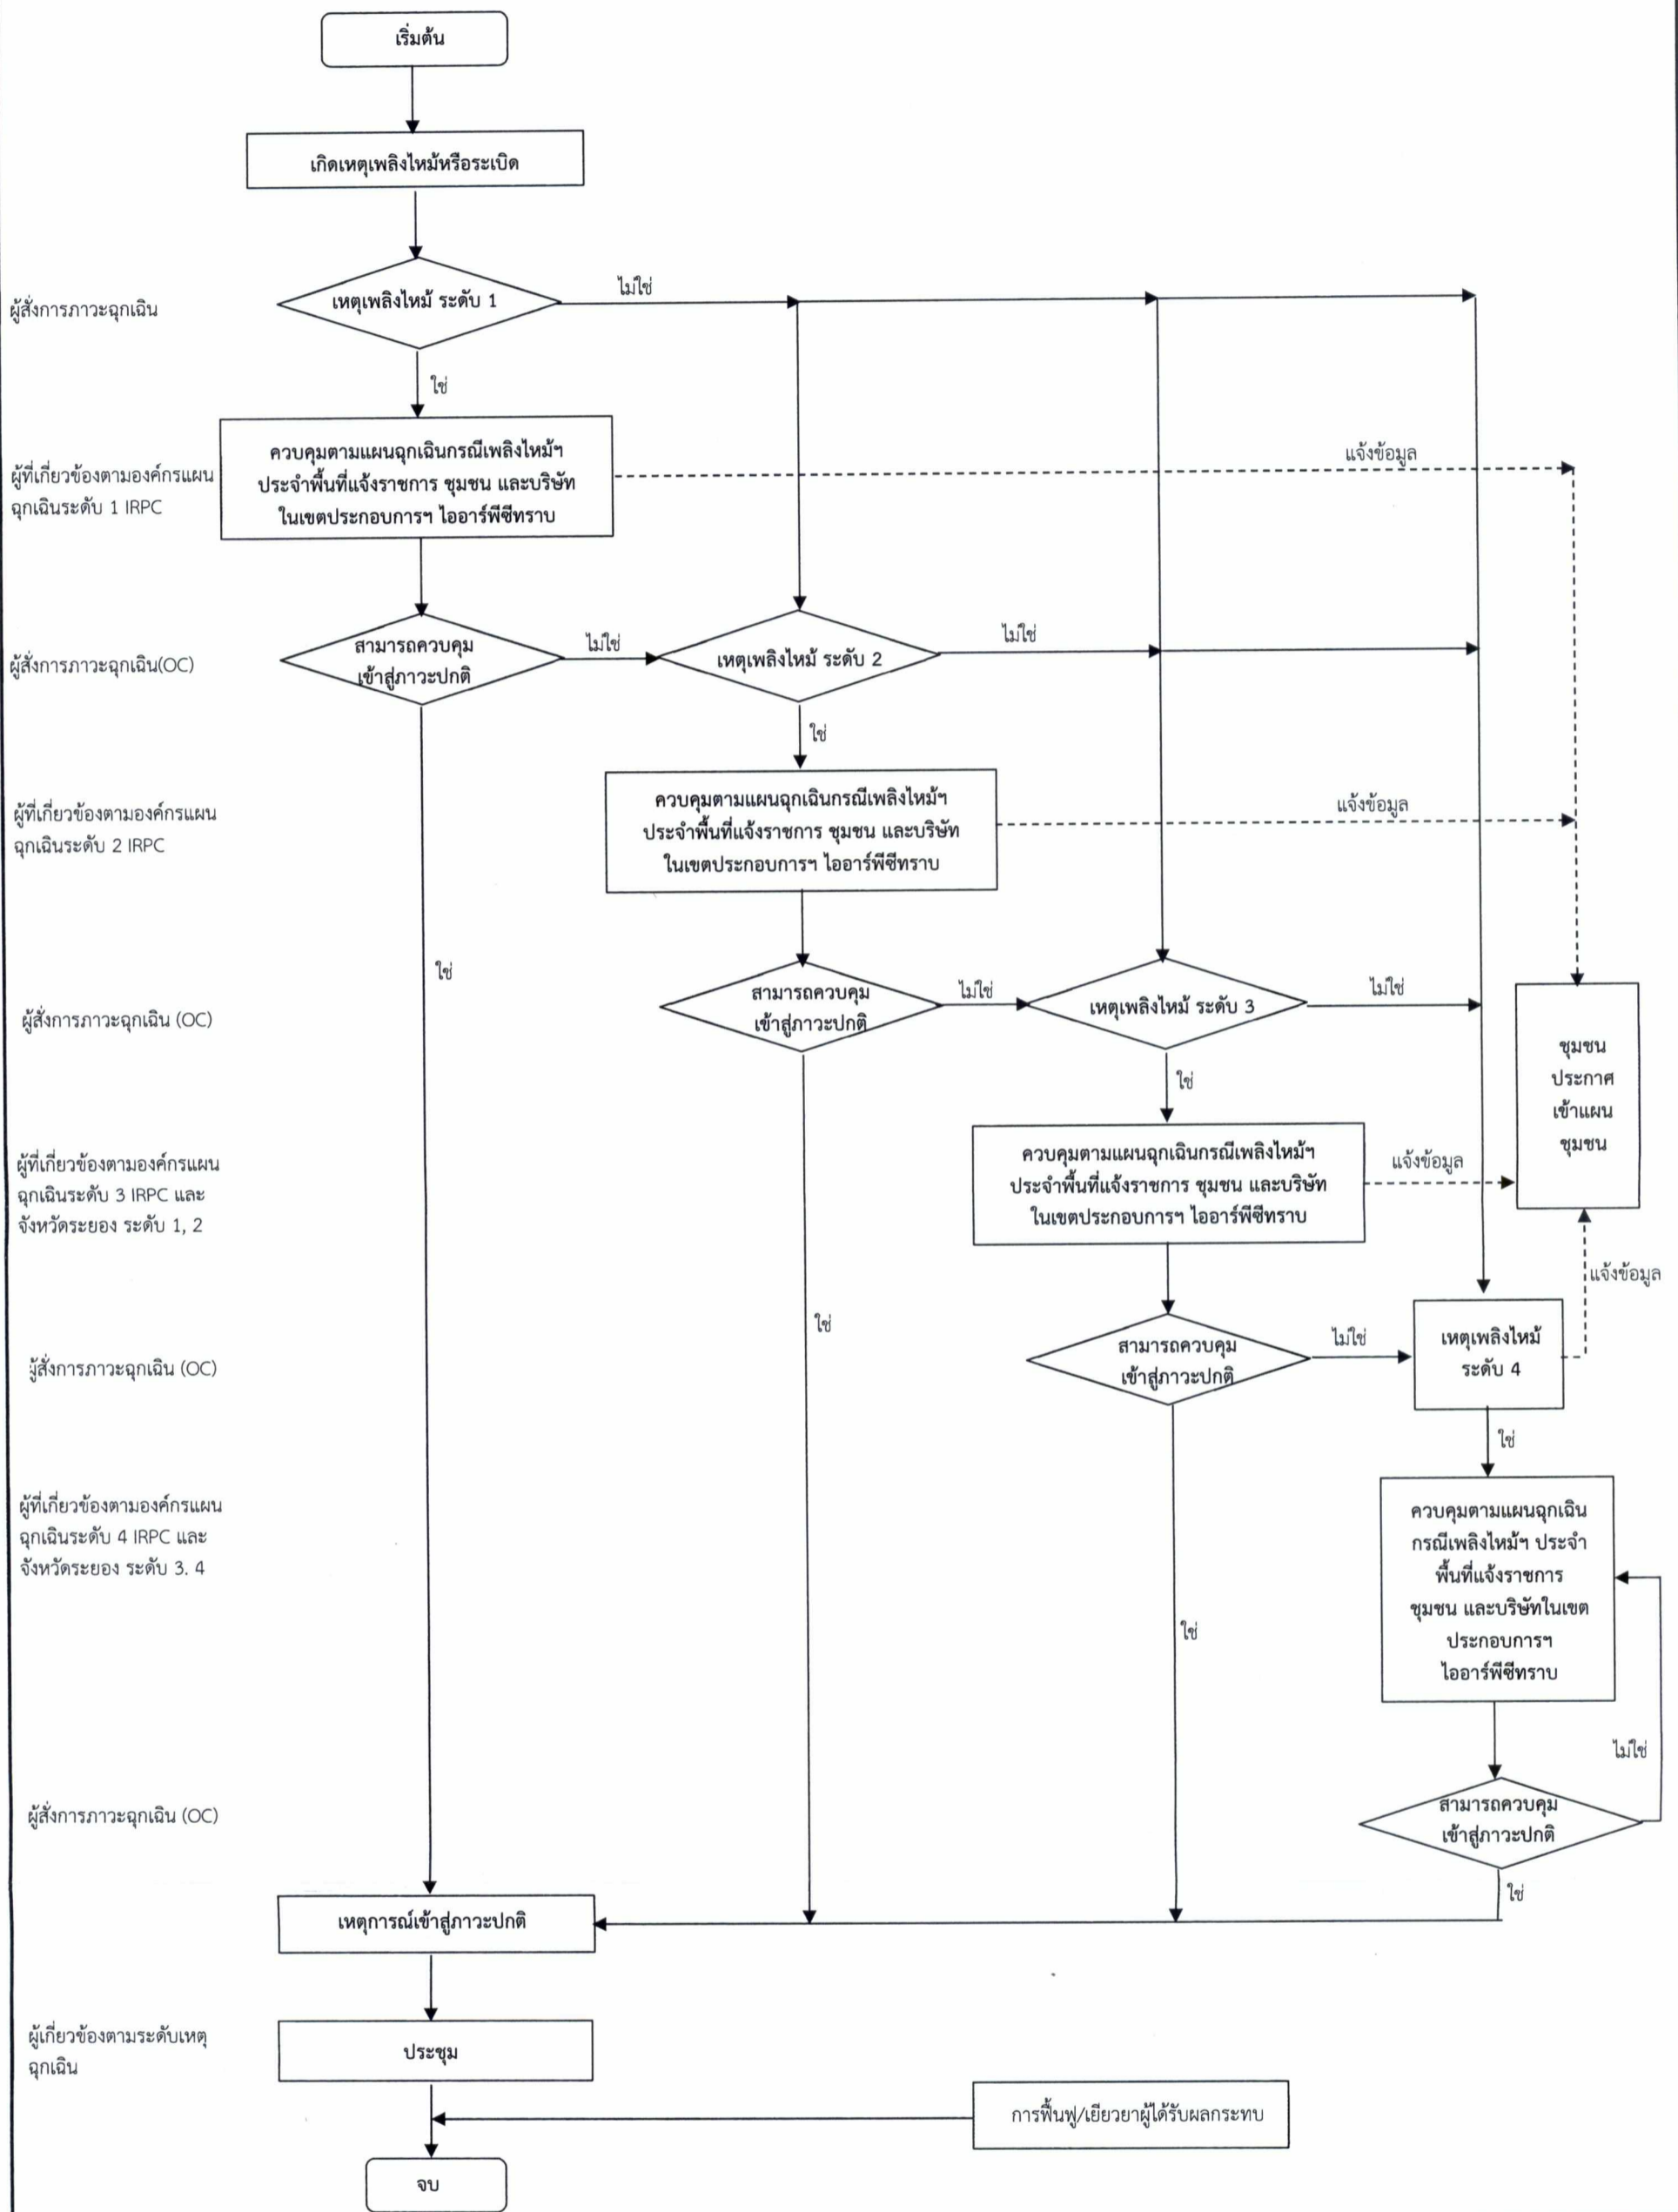 เริ่มต้น
เกิดเหตุเพลิงไหม้หรือระเบิด
ผู้สั่งการภาวะฉุกเฉิน
เหตุเพลิงไหม้ ระดับ 1
ไม่ใช่
ใช่
ผู้ที่เกี่ยวข้องตามองค์กรแผน
ฉุกเฉินระดับ 1 IRPC
ควบคุมตามแผนฉุกเฉินกรณีเพลิงไหม้ฯ
ประจำพื้นที่แจ้งราชการ ชุมชน และบริษัท
ในเขตประกอบการฯ ไออาร์พีซีทราบ
แจ้งข้อมูล
ผู้สั่งการภาวะฉุกเฉิน(OC)
สามารถควบคุม
เข้าสู่ภาวะปกติ
ไม่ใช่
เหตุเพลิงไหม้ ระดับ 2
ไม่ใช่
ใช่
ผู้ที่เกี่ยวข้องตามองค์กรแผน
ฉุกเฉินระดับ 2 IRPC
ควบคุมตามแผนฉุกเฉินกรณีเพลิงไหม้ฯ
ประจำพื้นที่แจ้งราชการ ชุมชน และบริษัท
ในเขตประกอบการฯ ไออาร์พีซีทราบ
แจ้งข้อมูล
ใช่
ผู้สั่งการภาวะฉุกเฉิน (OC)
สามารถควบคุม
เข้าสู่ภาวะปกติ
ไม่ใช่
เหตุเพลิงไหม้ ระดับ 3
ไม่ใช่
ใช่
ชุมชน
ประกาศ
เข้าแผน
ชุมชน
ผู้ที่เกี่ยวข้องตามองค์กรแผน
ฉุกเฉินระดับ 3 IRPC และ
จังหวัดระยอง ระดับ 1, 2
ควบคุมตามแผนฉุกเฉินกรณีเพลิงไหม้ฯ
ประจำพื้นที่แจ้งราชการ ชุมชน และบริษัท
ในเขตประกอบการฯ ไออาร์พีซีทราบ
แจ้งข้อมูล
แจ้งข้อมูล
ใช่
ผู้สั่งการภาวะฉุกเฉิน (OC)
สามารถควบคุม
เข้าสู่ภาวะปกติ
ไม่ใช่
เหตุเพลิงไหม้
ระดับ 4
ใช่
ผู้ที่เกี่ยวข้องตามองค์กรแผน
ฉุกเฉินระดับ 4 IRPC และ
จังหวัดระยอง ระดับ 3. 4
ควบคุมตามแผนฉุกเฉิน
กรณีเพลิงไหม้ฯ ประจำ
พื้นที่แจ้งราชการ
ชุมชน และบริษัทในเขต
ประกอบการฯ
ไออาร์พีซีทราบ
ใช่
ไม่ใช่
ผู้สั่งการภาวะฉุกเฉิน (OC)
สามารถควบคุม
เข้าสู่ภาวะปกติ
ใช่
เหตุการณ์เข้าสู่ภาวะปกติ
ผู้เกี่ยวข้องตามระดับเหตุ
ฉุกเฉิน
ประชุม
การฟื้นฟู/เยียวยาผู้ได้รับผลกระทบ
จบ